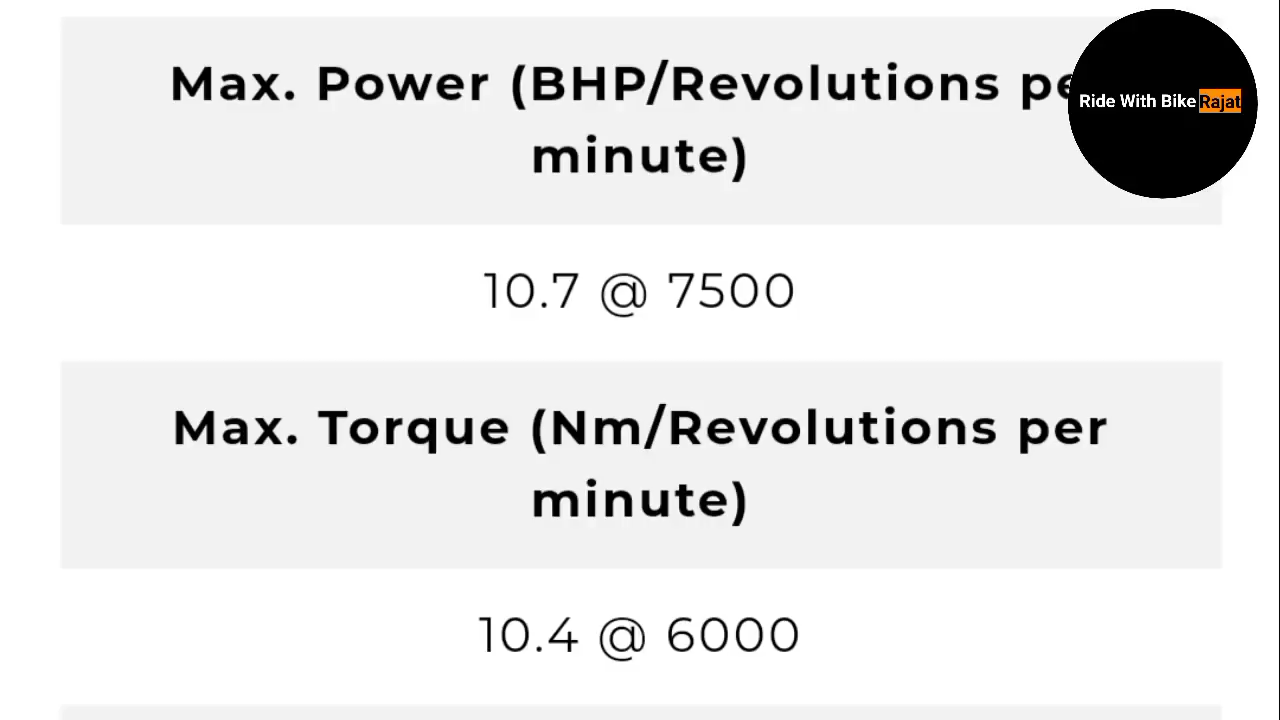 Max. Power (BHP/Revolutions pe
minute)
Ride With Bike Rajat
10.7 @ 7500
Max. Torque (Nm/Revolutions per
minute)
10.4 @ 6000